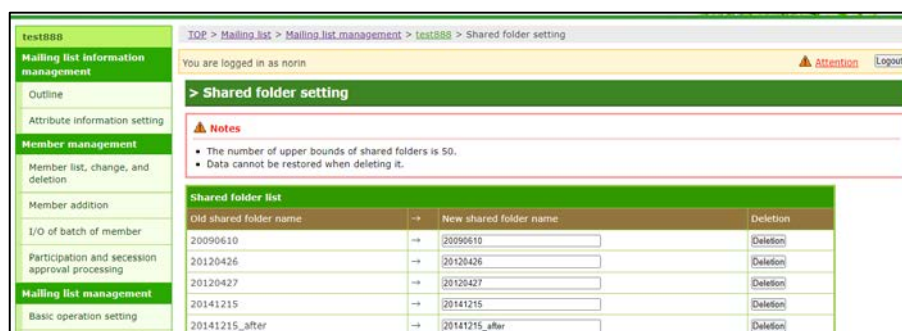 test888
Mailing list information
management
Outline
Attribute information setting
Member management
Member list, change, and
deletion
Member addition
I/O of batch of member
Participation and secession
approval processing
Mailing list management
Basic operation setting
TOP > Mailing list > Mailing list management > test888 > Shared folder setting
You are logged in as norin
Attention
Logout
> Shared folder setting
Notes
• The number of upper bounds of shared folders is 50.
• Data cannot be restored when deleting it.
Shared folder list
Old shared folder name → New shared folder name Deletion
20090610 → 20090610 Deletion
20120426 → 20120426 Deletion
20120427 → 20120427 Deletion
20141215 → 20141215 Deletion
20141215_after → 20141215_after Deletion